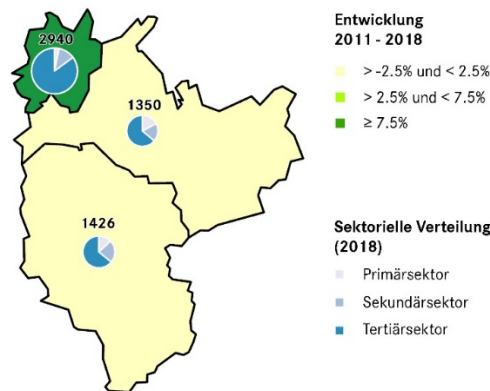 2940
1350
1426
Entwicklung
2011 - 2018
> -2.5% und < 2.5%
> 2.5% und < 7.5%
≥ 7.5%
Sektorielle Verteilung
(2018)
Primärsektor
Sekundärsektor
Tertiärsektor